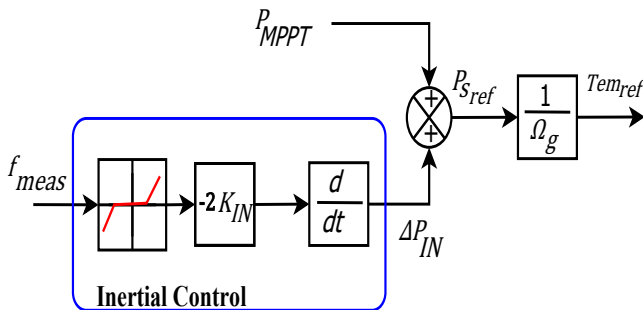 P_MPPT
+
+
P_S_ref
1
Ω_g
Tem_ref
f_meas
-2 K_IN
d
dt
ΔP_IN
Inertial Control